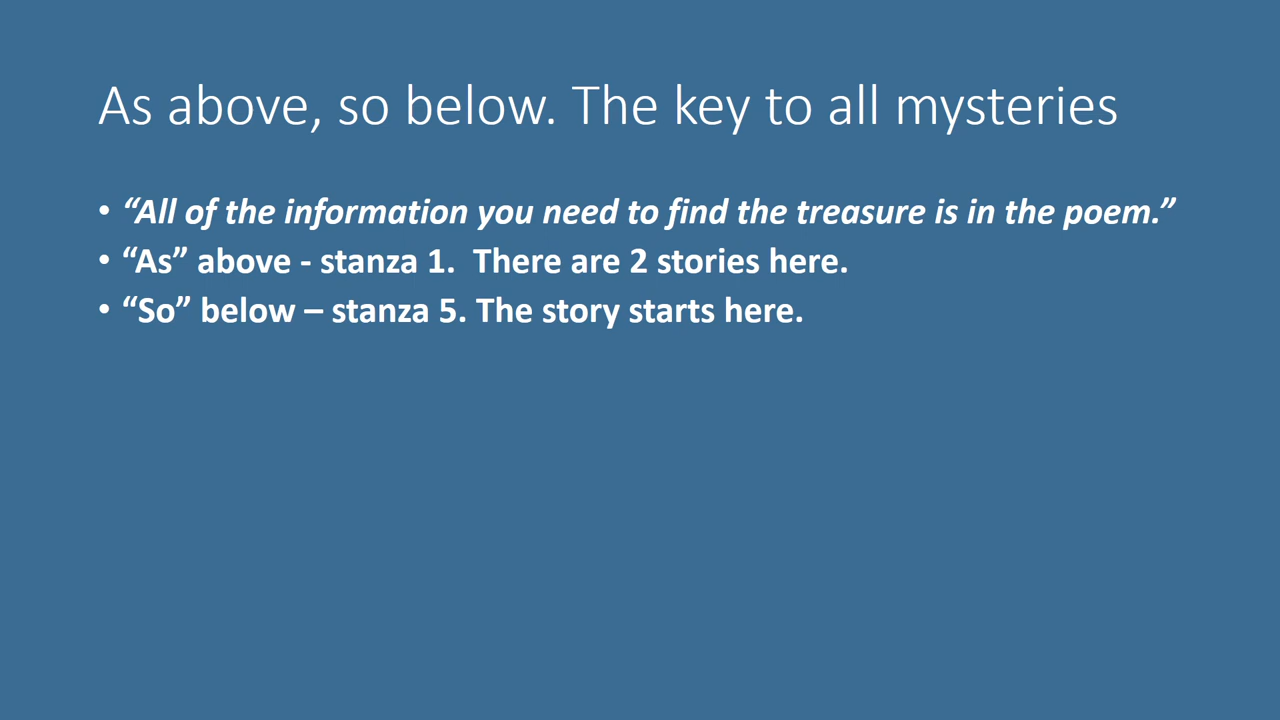 As above, so below. The key to all mysteries
• “All of the information you need to find the treasure is in the poem.”
• “As” above - stanza 1.  There are 2 stories here.
• “So” below – stanza 5. The story starts here.